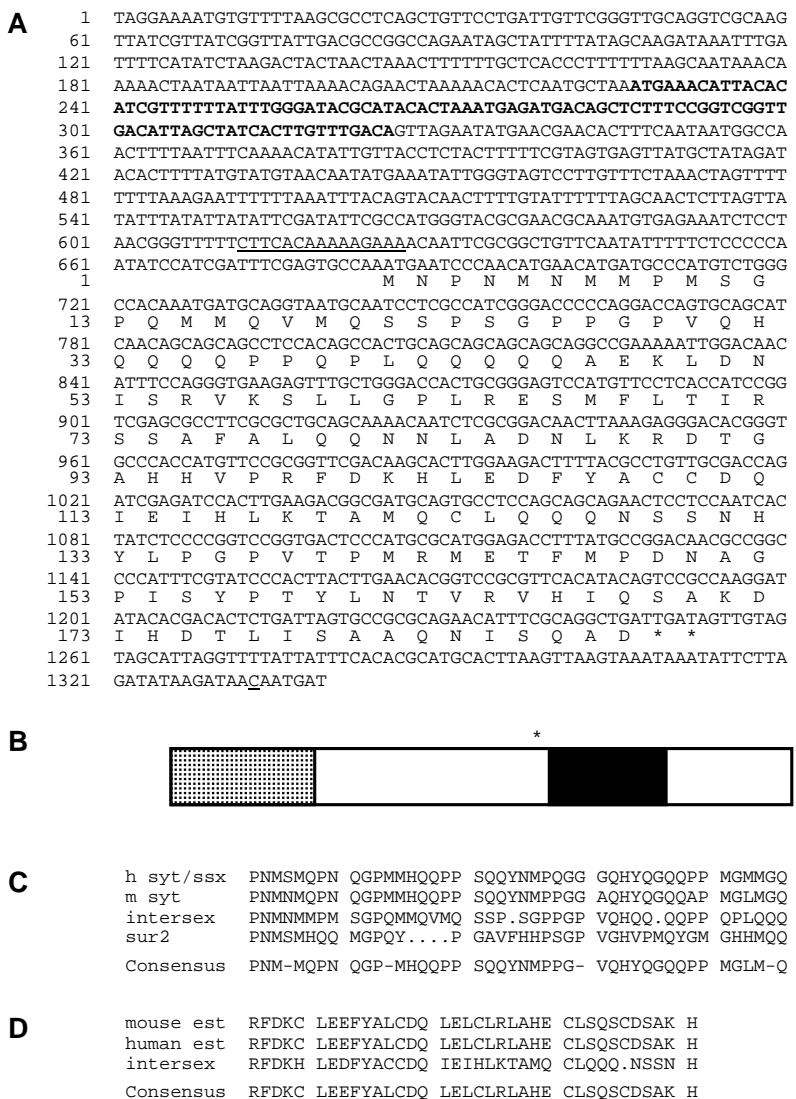 A
1 TAGGAAAATGTGTTTTAAGCGCCTCAGCTGTTCCTGATTGTTCGGGTTGCAGGTCGCAAG
61 TTATCGTTATCGGTTATTGACGCCGGCCAGAATAGCTATTTTATAGCAAGATAAATTTGA
121 TTTTCATATCTAAGACTACTAACTAAACTTTTTTGCTCACCCTTTTTTAAGCAATAAACA
181 AAAACTAATAATTAATTAAAACAGAACTAAAAACACTCAATGCTAAATGAAACATTACAC
241 ATCGTTTTTTATTTGGGATACGCATACACTAAATGAGATGACAGCTCTTTCCGGTCGGTT
301 GACATTAGCTATCACTTGTTTGACAGTTAGAATATGAACGAACACTTTCAATAATGGCCA
361 ACTTTTAATTTCAAAACATATTGTTACCTCTACTTTTTCGTAGTGAGTTATGCTATAGAT
421 ACACTTTTATGTATGTAACAATATGAAATATTGGGTAGTCCTTGTTTCTAAACTAGTTTT
481 TTTTAAAGAATTTTTTAAATTTACAGTACAACTTTTGTATTTTTTAGCAACTCTTAGTTA
541 TATTTATATTATATTCGATATTCGCCATGGGTACGCGAACGCAAATGTGAGAAATCTCCT
601 AACGGGTTTTTCTTCACAAAAAGAAAACAATTCGCGGCTGTTCAATATTTTTCTCCCCCA
661 ATATCCATCGATTTCGAGTGCCAAATGAATCCCAACATGAACATGATGCCCATGTCTGGG
1 M N P N M N M M P M S G
721 CCACAAATGATGCAGGTAATGCAATCCTCGCCATCGGGACCCCCAGGACCAGTGCAGCAT
13 P Q M M Q V M Q S S P S G P P G P V Q H
781 CAACAGCAGCAGCCTCCACAGCCACTGCAGCAGCAGCAGCAGGCCGAAAAATTGGACAAC
33 Q Q Q Q P P Q P L Q Q Q Q Q A E K L D N
841 ATTTCCAGGGTGAAGAGTTTGCTGGGACCACTGCGGGAGTCCATGTTCCTCACCATCCGG
53 I S R V K S L L G P L R E S M F L T I R
901 TCGAGCGCCTTCGCGCTGCAGCAAAACAATCTCGCGGACAACTTAAAGAGGGACACGGGT
73 S S A F A L Q Q N N L A D N L K R D T G
961 GCCCACCATGTTCCGCGGTTCGACAAGCACTTGGAAGACTTTTACGCCTGTTGCGACCAG
93 A H H V P R F D K H L E D F Y A C C D Q
1021 ATCGAGATCCACTTGAAGACGGCGATGCAGTGCCTCCAGCAGCAGAACTCCTCCAATCAC
113 I E I H L K T A M Q C L Q Q Q N S S N H
1081 TATCTCCCCGGTCCGGTGACTCCCATGCGCATGGAGACCTTTATGCCGGACAACGCCGGC
133 Y L P G P V T P M R M E T F M P D N A G
1141 CCCATTTCGTATCCCACTTACTTGAACACGGTCCGCGTTCACATACAGTCCGCCAAGGAT
153 P I S Y P T Y L N T V R V H I Q S A K D
1201 ATACACGACACTCTGATTAGTGCCGCGCAGAACATTTCGCAGGCTGATTGATAGTTGTAG
173 I H D T L I S A A Q N I S Q A D * *
1261 TAGCATTAGGTTTTATTATTTCACACGCATGCACTTAAGTTAAGTAAATAAATATTCTTA
1321 GATATAAGATAACAATGAT
B
*
C
h syt/ssx PNMSMQPN QGPMMHQQPP SQQYNMPQGG GQHYQGQQPP MGMMGQ
m syt PNMNMQPN QGPMMHQQPP SQQYNMPPGG AQHYQGQQAP MGLMGQ
intersex PNMNMMPM SGPQMMQVMQ SSP.SGPPGP VQHQQ.QQPP QPLQQQ
sur2 PNMSMHQQ MGPQY....P GAVFHHPSGP VGHVPMQYGM GHHMQQ
Consensus PNM-MQPN QGP-MHQQPP SQQYNMPPG- VQHYQGQQPP MGLM-Q
D
mouse est RFDKC LEEFYALCDQ LELCLRLAHE CLSQSCDSAK H
human est RFDKC LEEFYALCDQ LELCLRLAHE CLSQSCDSAK H
intersex RFDKH LEDFYACCDQ IEIHLKTAMQ CLQQQ.NSSN H
Consensus RFDKC LEEFYALCDQ LELCLRLAHE CLSQSCDSAK H